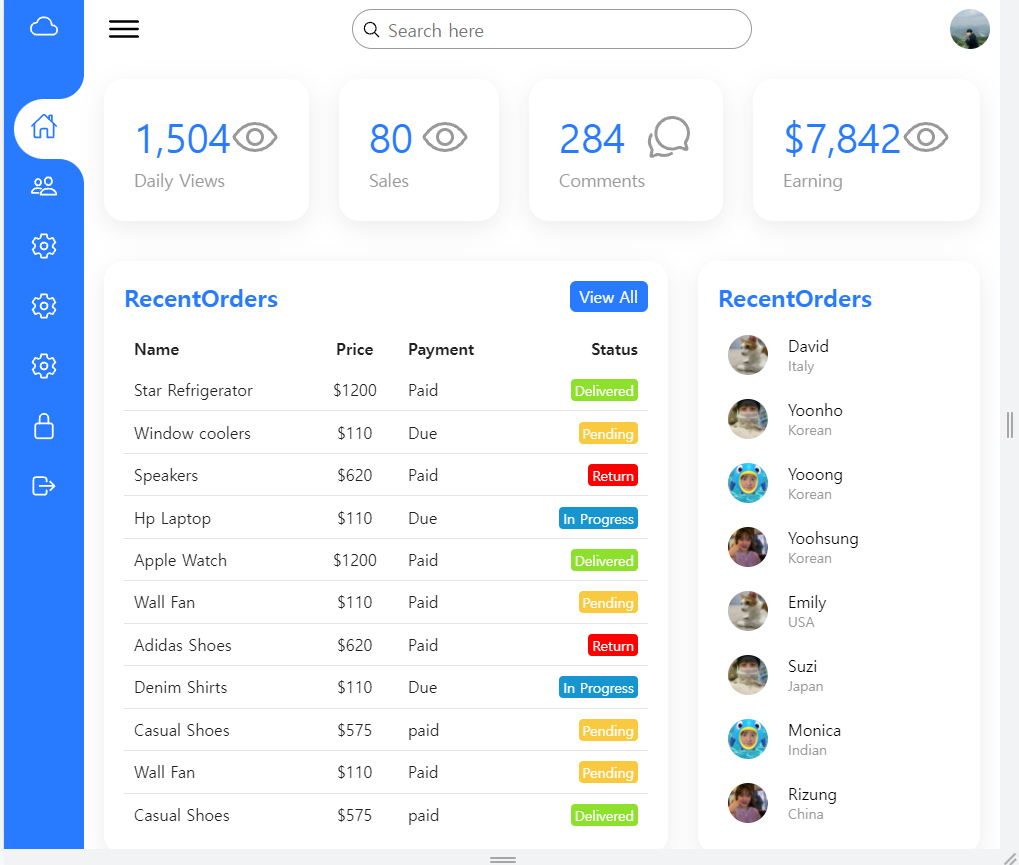 Search here
1,504
Daily Views
80
Sales
284
Comments
$7,842
Earning
RecentOrders
View All
Name Price Payment Status
Star Refrigerator $1200 Paid Delivered
Window coolers $110 Due Pending
Speakers $620 Paid Return
Hp Laptop $110 Due In Progress
Apple Watch $1200 Paid Delivered
Wall Fan $110 Paid Pending
Adidas Shoes $620 Paid Return
Denim Shirts $110 Due In Progress
Casual Shoes $575 paid Pending
Wall Fan $110 Paid Pending
Casual Shoes $575 paid Delivered
RecentOrders
David
Italy
Yoonho
Korean
Yooong
Korean
Yoohsung
Korean
Emily
USA
Suzi
Japan
Monica
Indian
Rizung
China